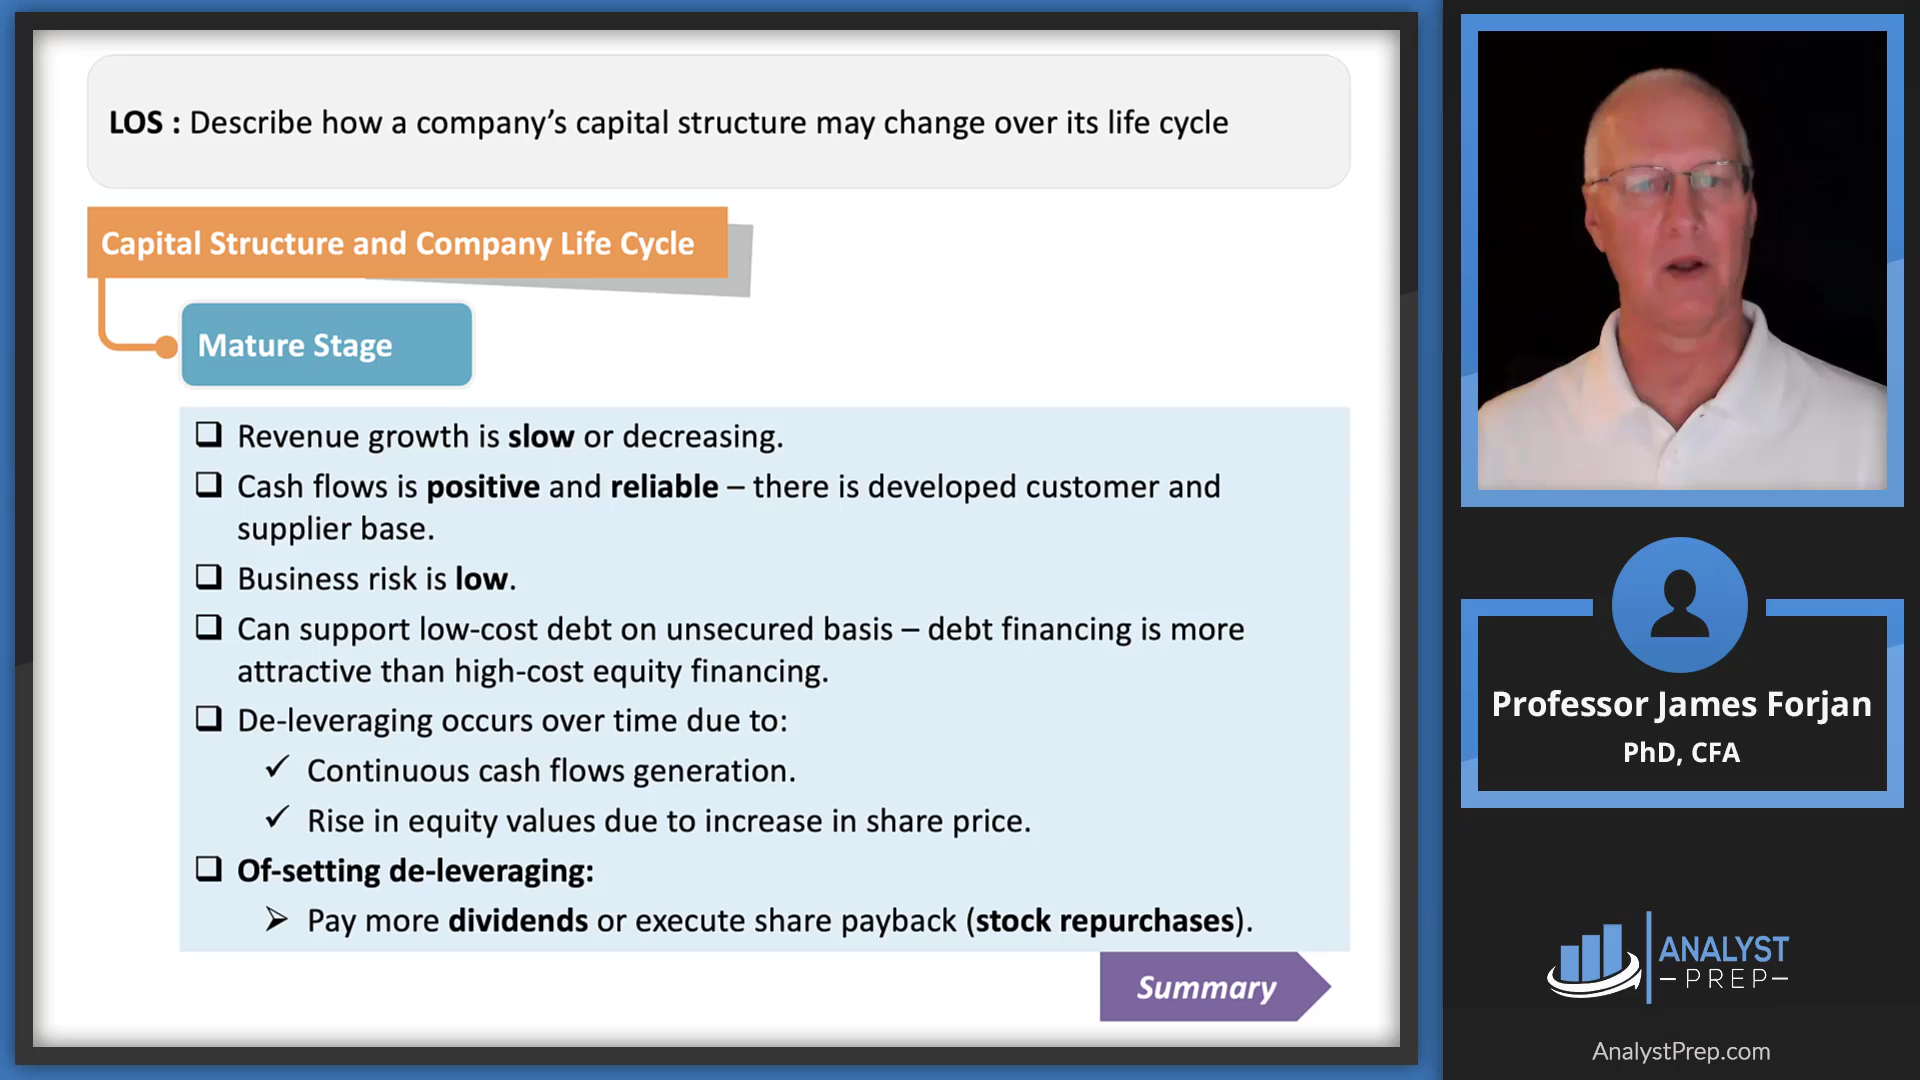 LOS : Describe how a company’s capital structure may change over its life cycle
Capital Structure and Company Life Cycle
Mature Stage
Revenue growth is slow or decreasing.
Cash flows is positive and reliable – there is developed customer and
supplier base.
Business risk is low.
Can support low-cost debt on unsecured basis – debt financing is more
attractive than high-cost equity financing.
De-leveraging occurs over time due to:
Continuous cash flows generation.
Rise in equity values due to increase in share price.
Of-setting de-leveraging:
Pay more dividends or execute share payback (stock repurchases).
Summary
Professor James Forjan
PhD, CFA
ANALYST
PREP
AnalystPrep.com